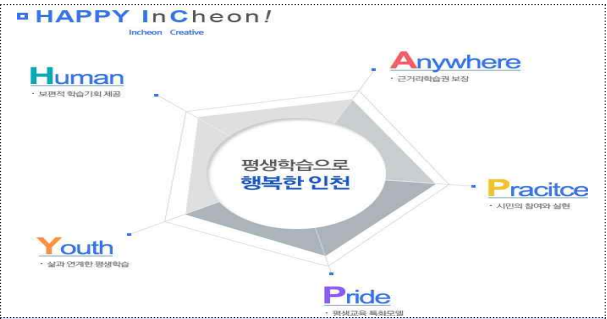 HAPPY InCheon!
Incheon Creative
Human
· 보편적 학습기회 제공
Anywhere
· 근거리학습권 보장
평생학습으로
행복한 인천
Pracitce
· 시민의 참여와 실현
Youth
· 삶과 연계한 평생학습
Pride
· 평생교육 특화모델